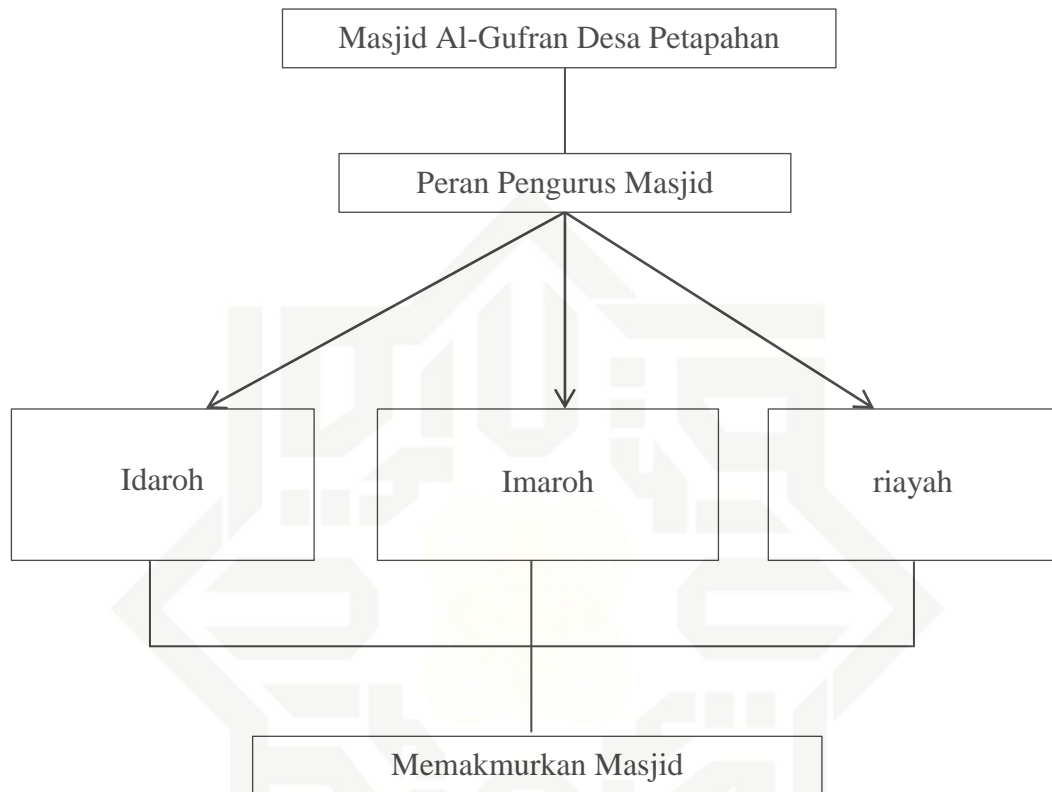 Masjid Al-Gufran Desa Petapahan
Peran Pengurus Masjid
Idaroh
Imaroh
riayah
Memakmurkan Masjid